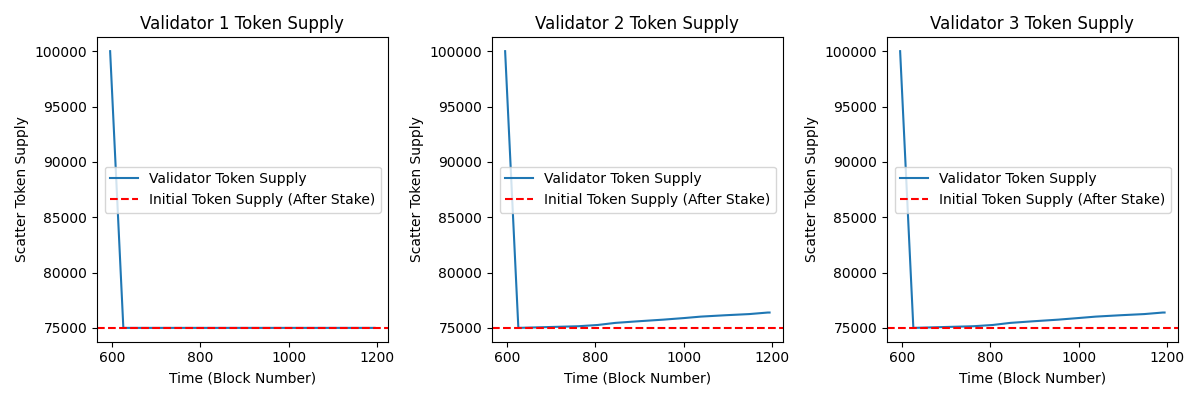 Validator 1 Token Supply
Scatter Token Supply
100000
95000
90000
85000
80000
75000
Validator Token Supply
Initial Token Supply (After Stake)
600
800
1000
1200
Time (Block Number)
Validator 2 Token Supply
Scatter Token Supply
100000
95000
90000
85000
80000
75000
Validator Token Supply
Initial Token Supply (After Stake)
600
800
1000
1200
Time (Block Number)
Validator 3 Token Supply
Scatter Token Supply
100000
95000
90000
85000
80000
75000
Validator Token Supply
Initial Token Supply (After Stake)
600
800
1000
1200
Time (Block Number)